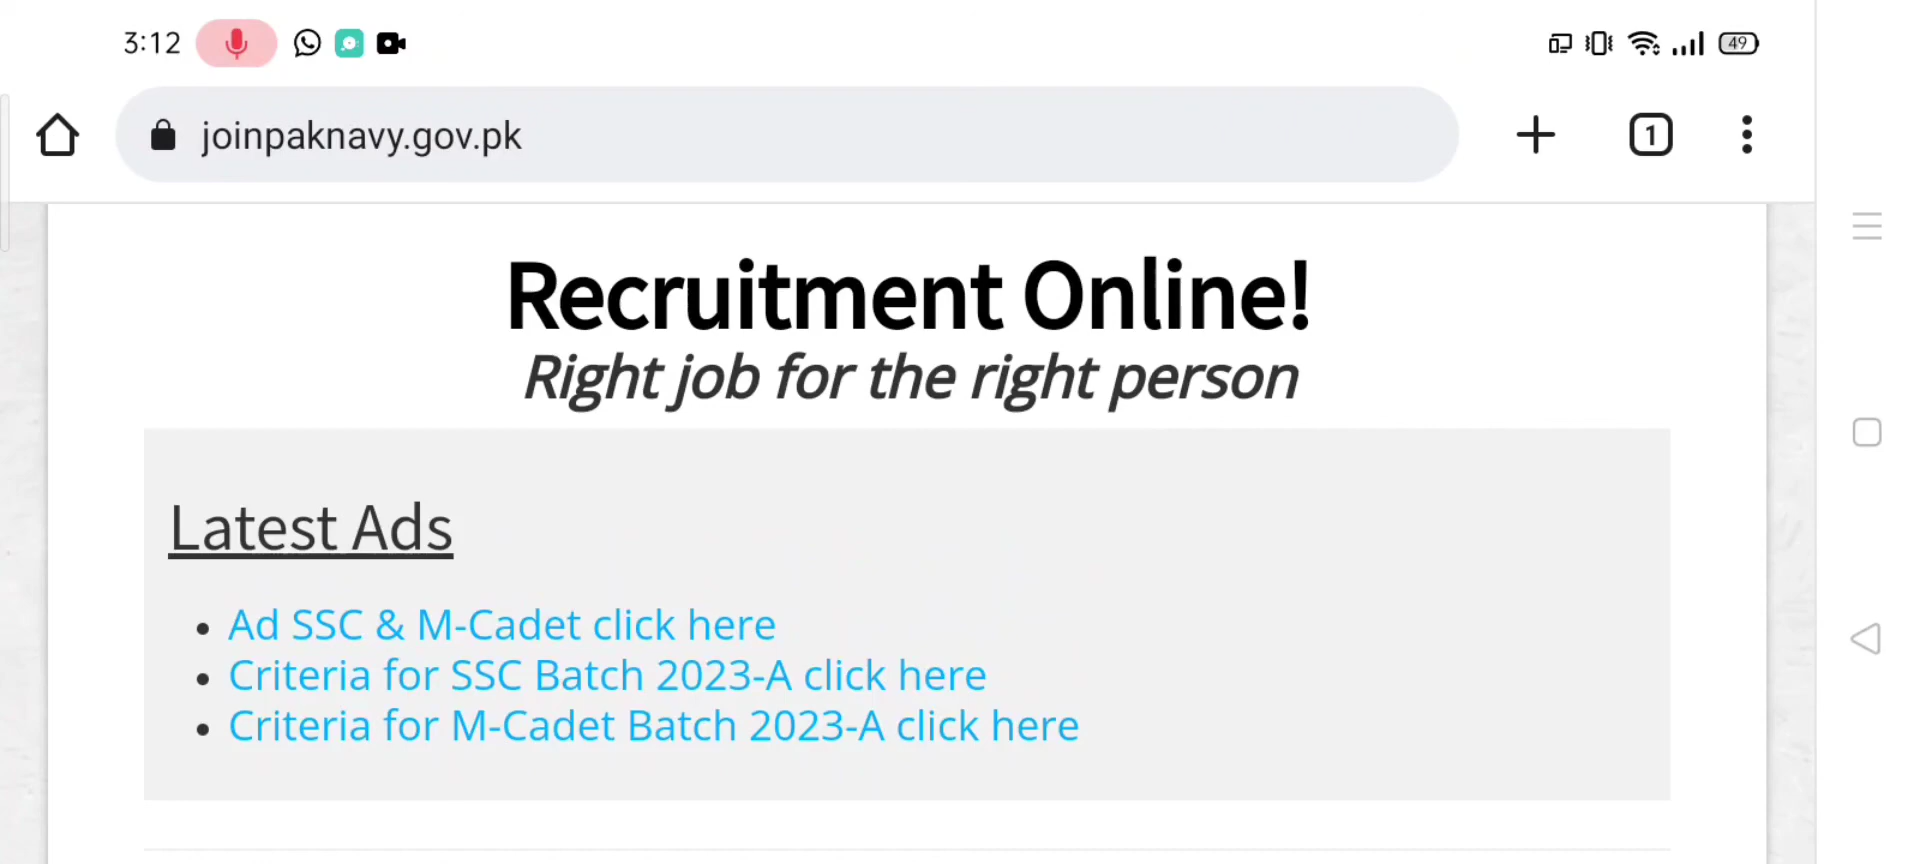 3:12
49
joinpaknavy.gov.pk
1
Recruitment Online!
Right job for the right person
Latest Ads
Ad SSC & M-Cadet click here
Criteria for SSC Batch 2023-A click here
Criteria for M-Cadet Batch 2023-A click here